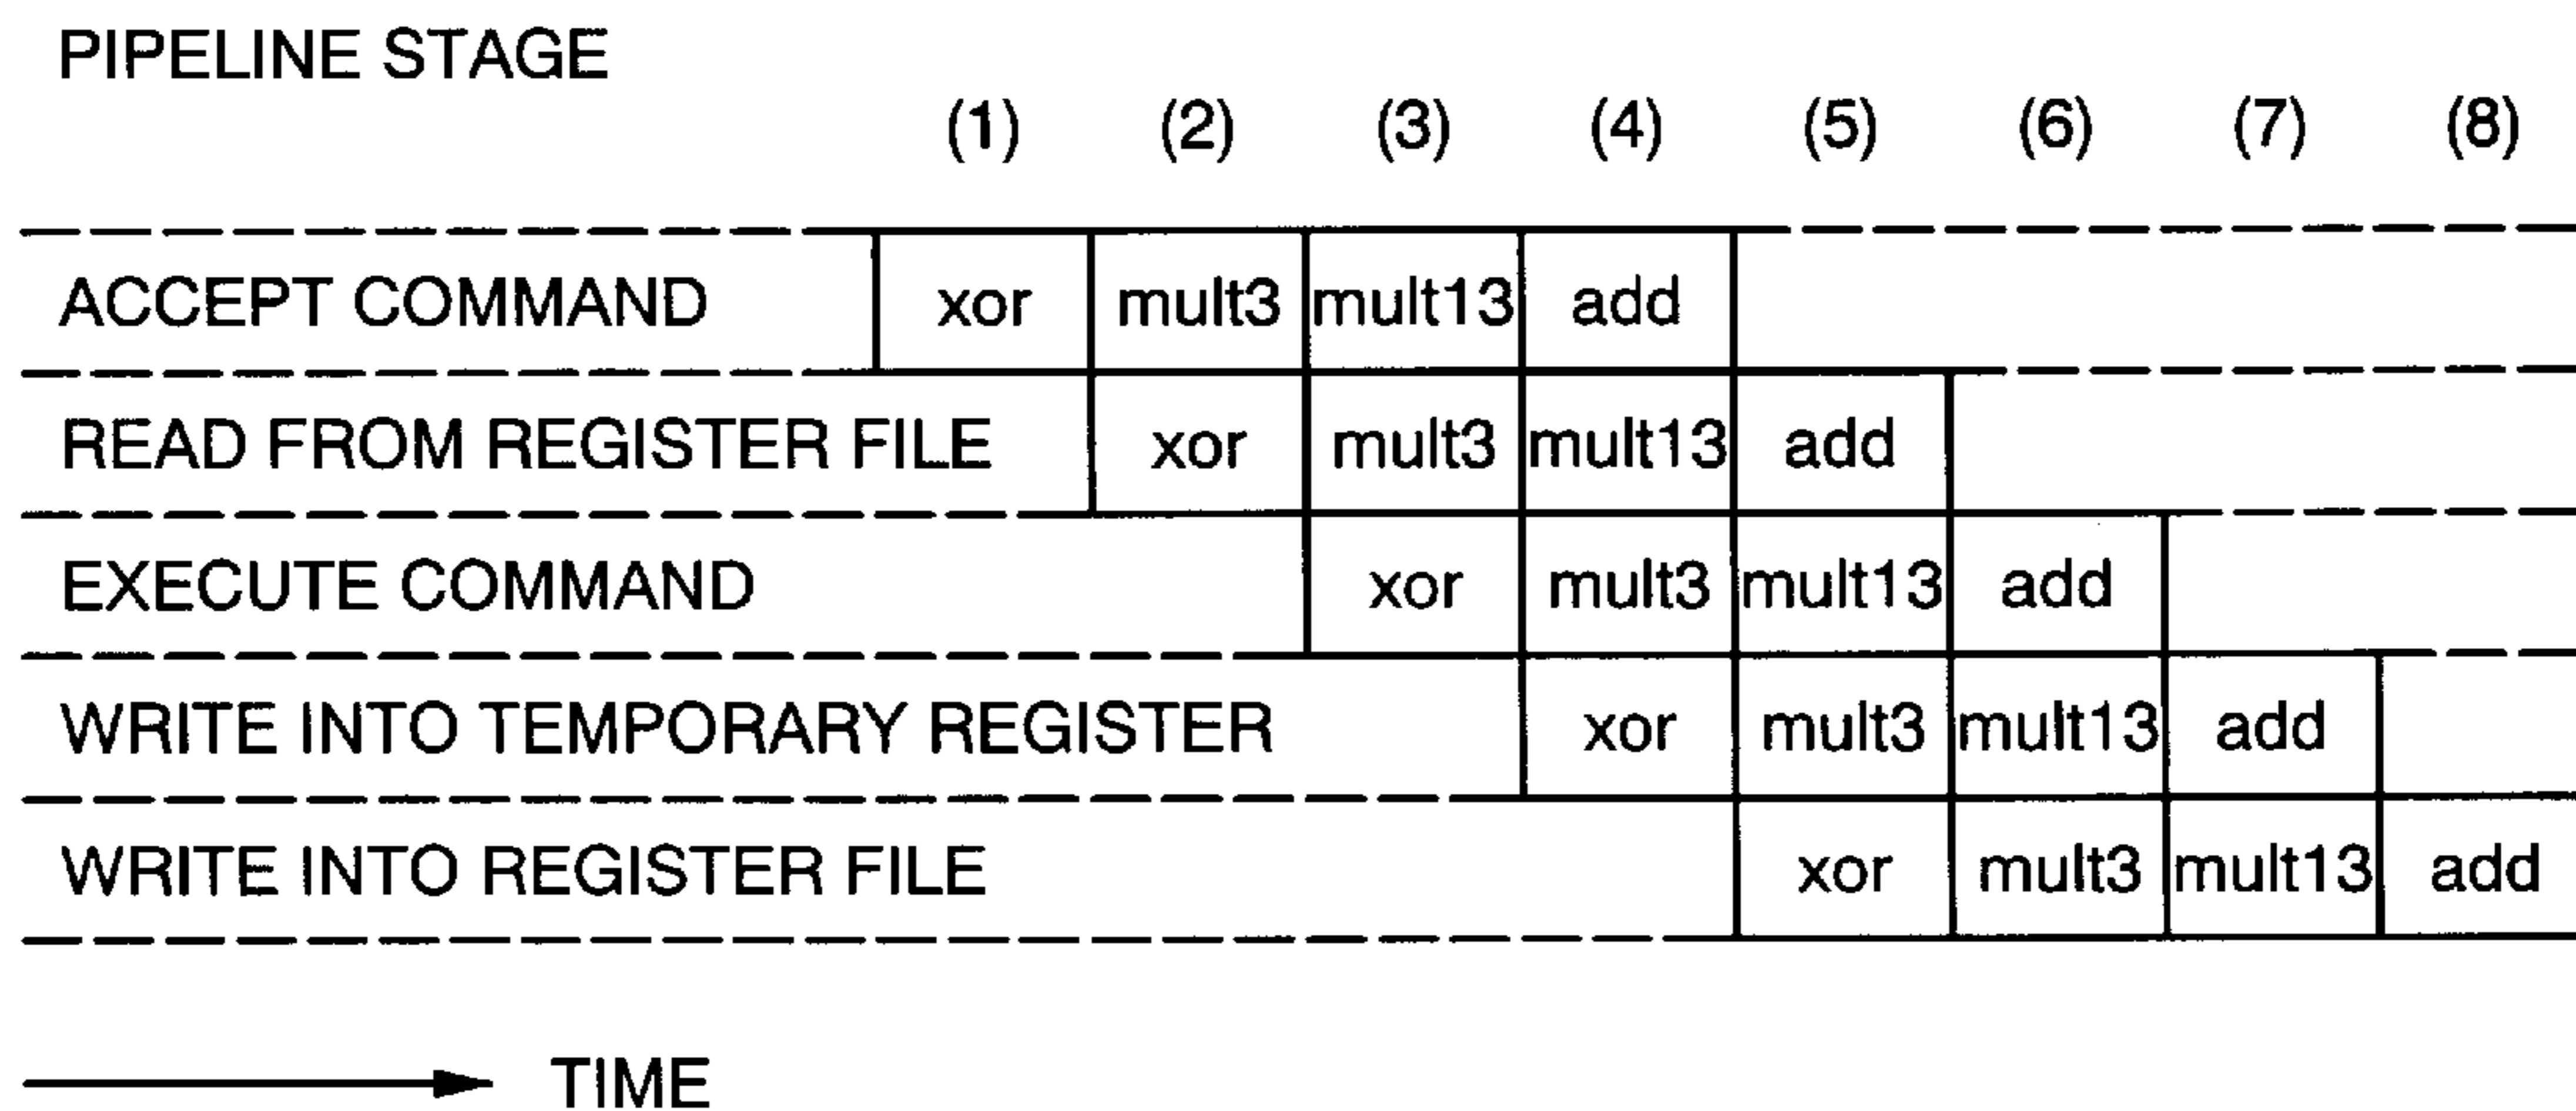 PIPELINE STAGE
(1) (2) (3) (4) (5) (6) (7) (8)
ACCEPT COMMAND xor mult3 mult13 add
READ FROM REGISTER FILE xor mult3 mult13 add
EXECUTE COMMAND xor mult3 mult13 add
WRITE INTO TEMPORARY REGISTER xor mult3 mult13 add
WRITE INTO REGISTER FILE xor mult3 mult13 add
TIME